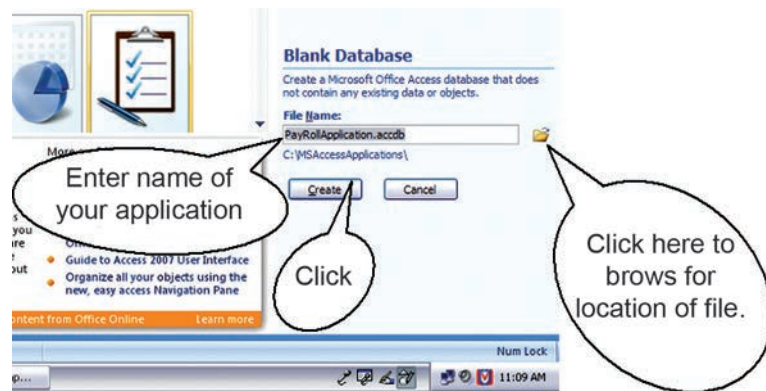 Blank Database
Create a Microsoft Office Access database that does
not contain any existing data or objects.
File Name:
PayRollApplication.accdb
C:\MSAccessApplications\
Create
Cancel
More
Enter name of
your application
Click
Click here to
brows for
location of file.
you
Guide to Access 2007 User Interface
out
Organize all your objects using the
new, easy access Navigation Pane
ontent from Office Online
Learn more
Num Lock
p...
11:09 AM